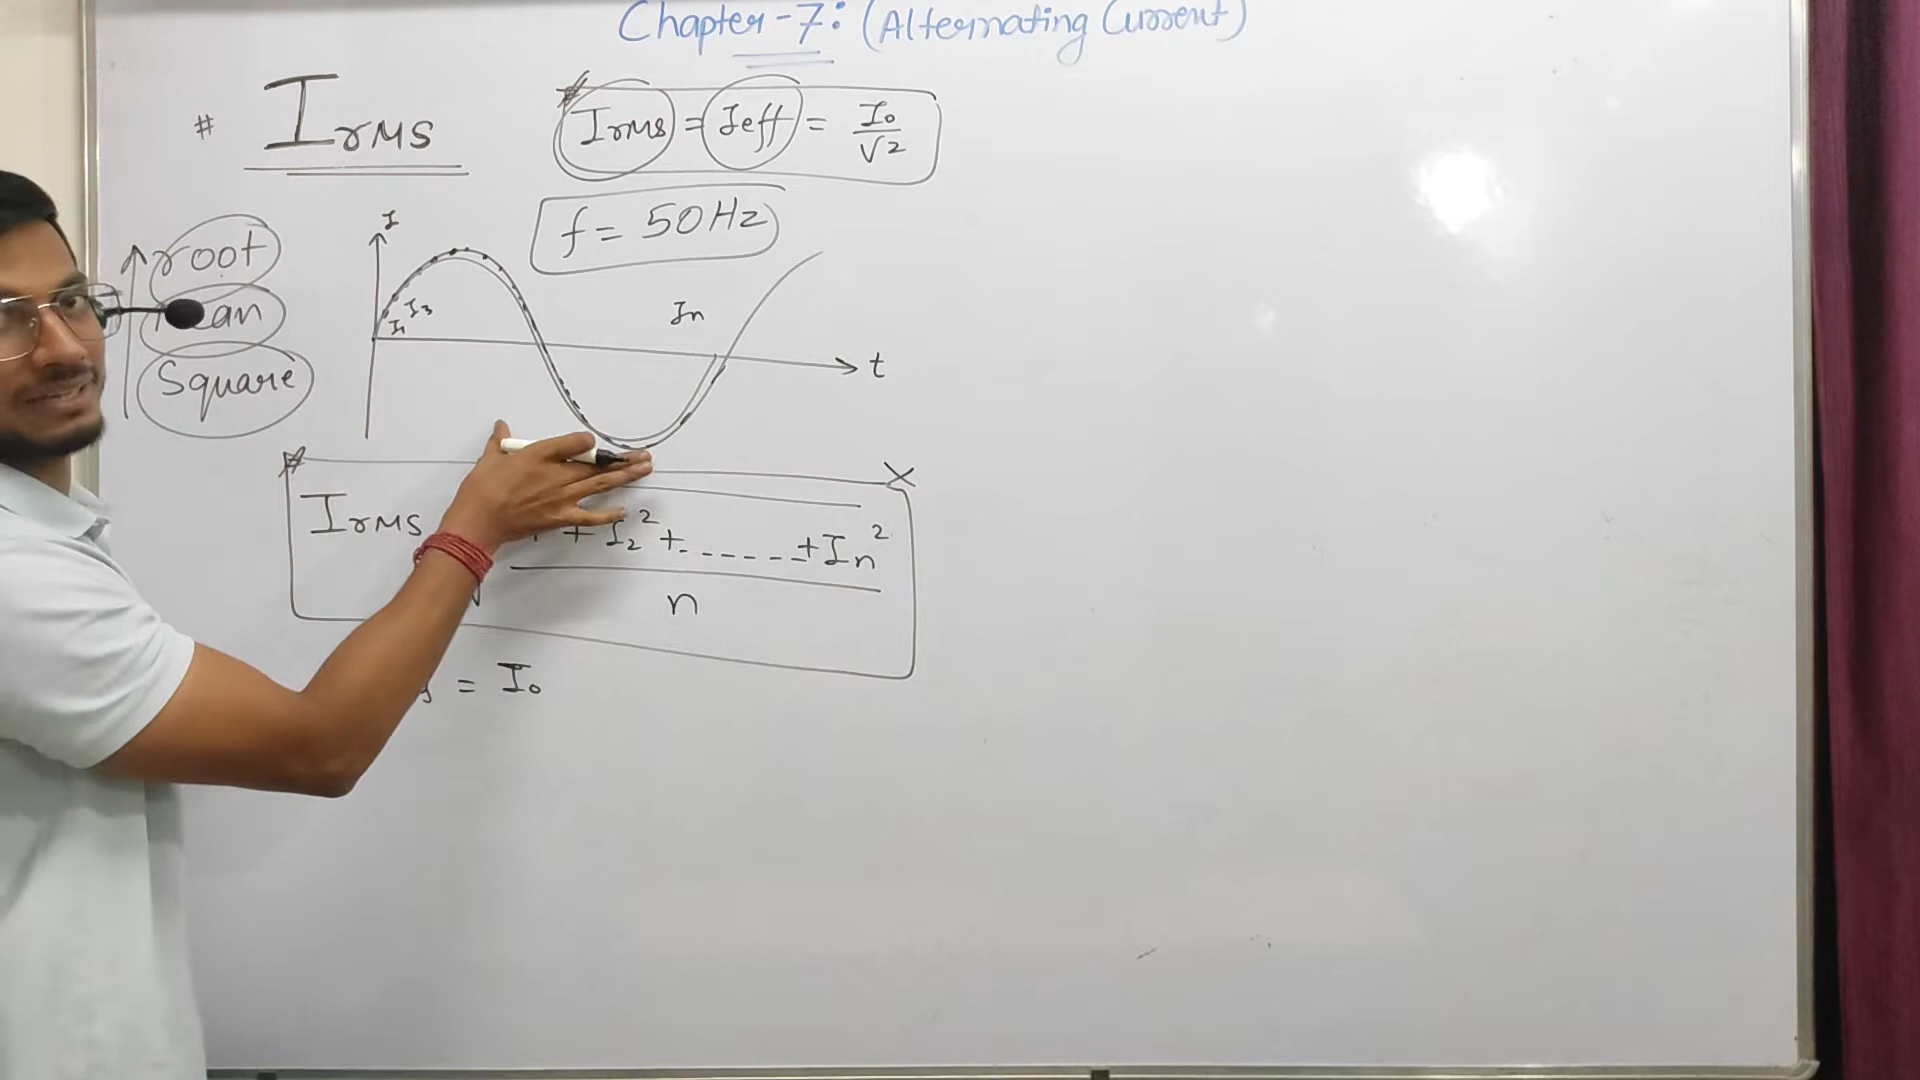 Chapter-7: (Alternating Current)
# Irms
Irms = Ieff = I₀/√2
f = 50Hz
root
Square
I
I₁ I₃
In
t
Irms
+ I₂² + ------ + In²
n
= I₀